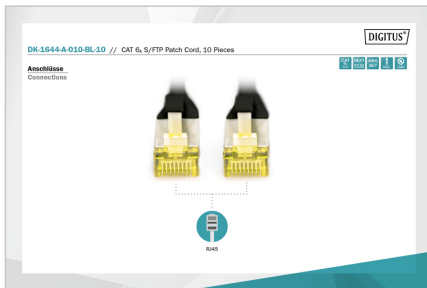 DIGITUS®
DK-1644-A-010-BL-10 // CAT 6A S/FTP Patch Cord, 10 Pieces
Anschlüsse
Connections
RJ45